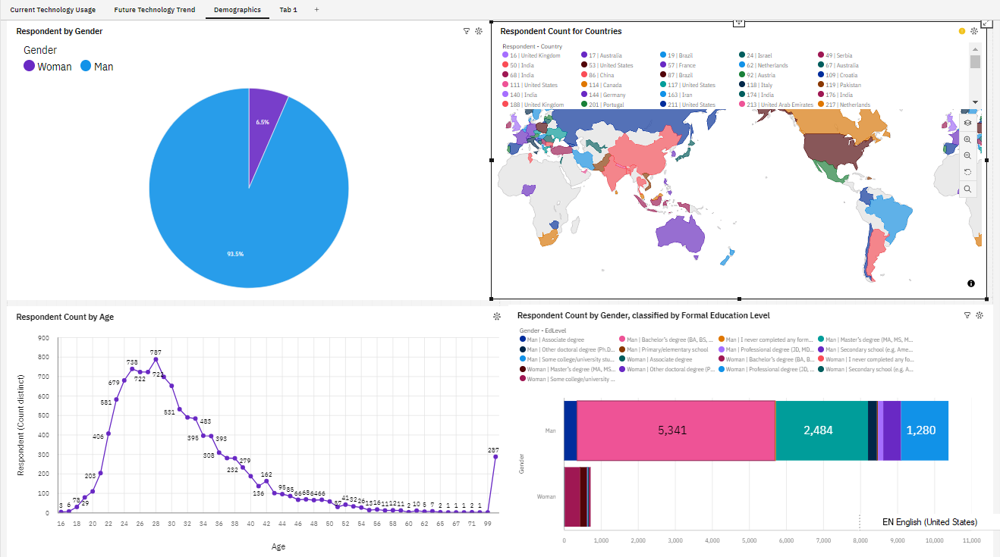 Current Technology Usage Future Technology Trend Demographics Tab 1 +
Respondent by Gender
Gender
Woman Man
6.5%
93.5%
Respondent Count for Countries
Respondent - Country
16 | United Kingdom 17 | Australia 19 | Brazil 24 | Israel 49 | Serbia
50 | India 53 | United States 57 | France 62 | Netherlands 67 | Australia
68 | India 86 | China 87 | Brazil 92 | Austria 109 | Croatia
111 | United States 114 | Canada 117 | United States 118 | Italy 119 | Pakistan
140 | India 144 | Germany 163 | Iran 174 | India 176 | India
188 | United Kingdom 201 | Portugal 211 | United States 213 | United Arab Emirates 217 | Netherlands
Respondent Count by Age
Respondent (Count distinct)
900
800
700
600
500
400
300
200
100
0
3 6 78 29 203 406 581 679 738 722 787 722 531 483 395 393 308 279 232 136 162 95 85 66 68 64 66 57 41 32 26 13 16 11 12 11 2 10 5 7 2 1 1 1 2 1 287
16 18 20 22 24 26 28 30 32 34 36 38 40 42 44 46 48 50 52 54 56 58 60 62 65 67 71 99
Age
Respondent Count by Gender, classified by Formal Education Level
Gender - EdLevel
Man | Associate degree Man | Bachelor's degree (BA, BS, ... Man | I never completed any form... Man | Master's degree (MA, MS, M...
Man | Other doctoral degree (Ph.D... Man | Primary/elementary school Man | Professional degree (JD, MD... Man | Secondary school (e.g. Ame...
Man | Some college/university stu... Woman | Associate degree Woman | Bachelor's degree (BA, B... Woman | I never completed any fo...
Woman | Master's degree (MA, MS... Woman | Other doctoral degree (P... Woman | Professional degree (JD, ... Woman | Secondary school (e.g. A...
Woman | Some college/university ...
Gender
Man
5,341 2,484 1,280
Woman
0 1,000 2,000 3,000 4,000 5,000 6,000 7,000 8,000 9,000 10,000 11,000
EN English (United States)